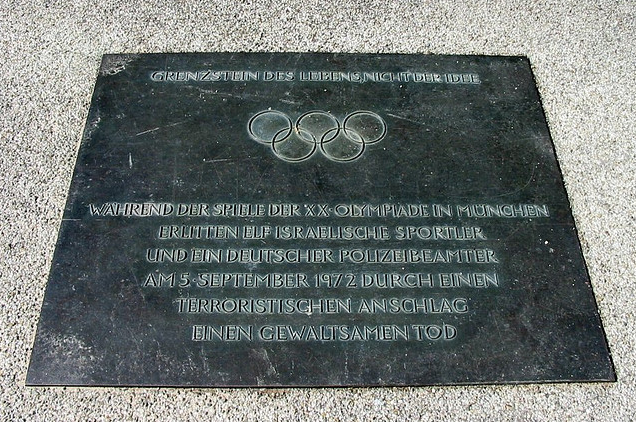 GRENZSTEIN DES LEBENS, NICHT DER IDEE
WÄHREND DER SPIELE DER XX·OLYMPIADE IN MÜNCHEN
ERLITTEN ELF ISRAELISCHE SPORTLER
UND EIN DEUTSCHER POLIZEIBEAMTER
AM 5·SEPTEMBER 1972 DURCH EINEN
TERRORISTISCHEN ANSCHLAG
EINEN GEWALTSAMEN TOD